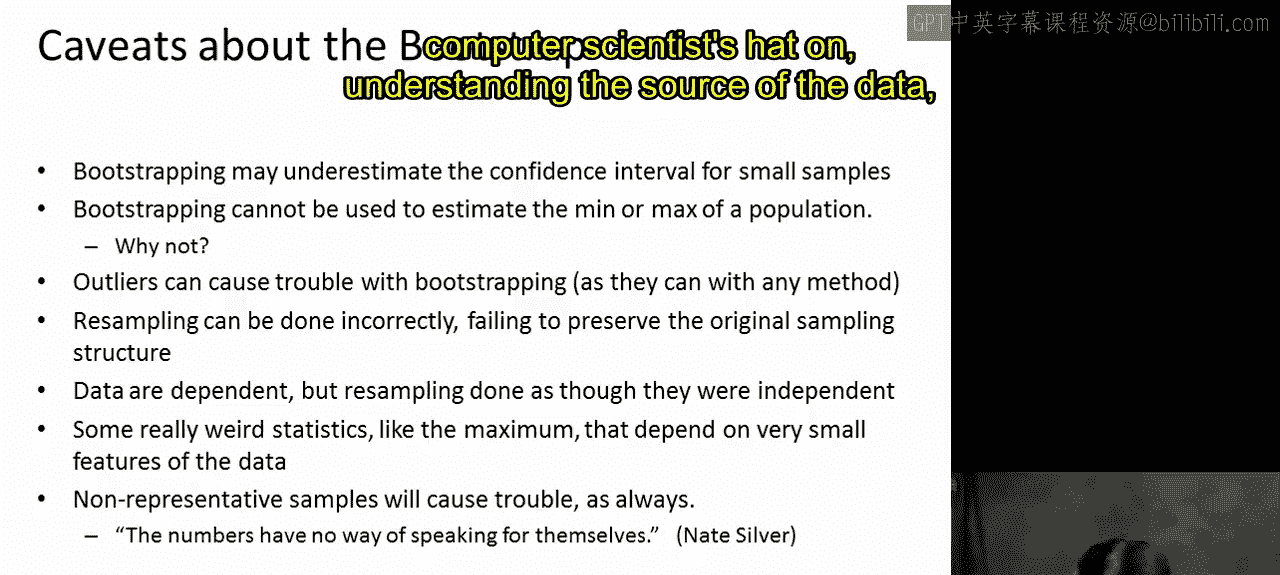 Caveats about the B
computer scientist's hat on,
understanding the source of the data,
GPT中英字幕课程资源@bilibili.com
• Bootstrapping may underestimate the confidence interval for small samples
• Bootstrapping cannot be used to estimate the min or max of a population.
– Why not?
• Outliers can cause trouble with bootstrapping (as they can with any method)
• Resampling can be done incorrectly, failing to preserve the original sampling
structure
• Data are dependent, but resampling done as though they were independent
• Some really weird statistics, like the maximum, that depend on very small
features of the data
• Non-representative samples will cause trouble, as always.
– “The numbers have no way of speaking for themselves.” (Nate Silver)